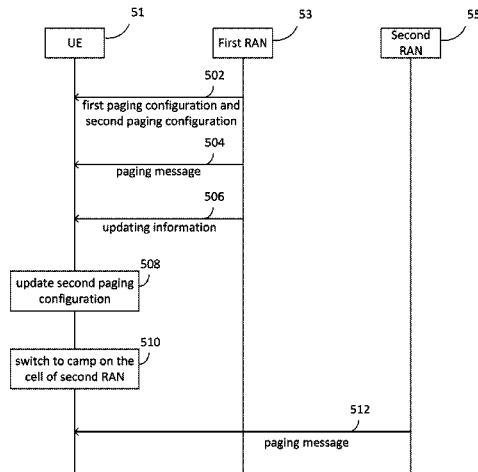 51
53
55
UE
First RAN
Second
RAN
502
first paging configuration and
second paging configuration
504
paging message
506
updating information
508
update second paging
configuration
510
switch to camp on the
cell of second RAN
512
paging message